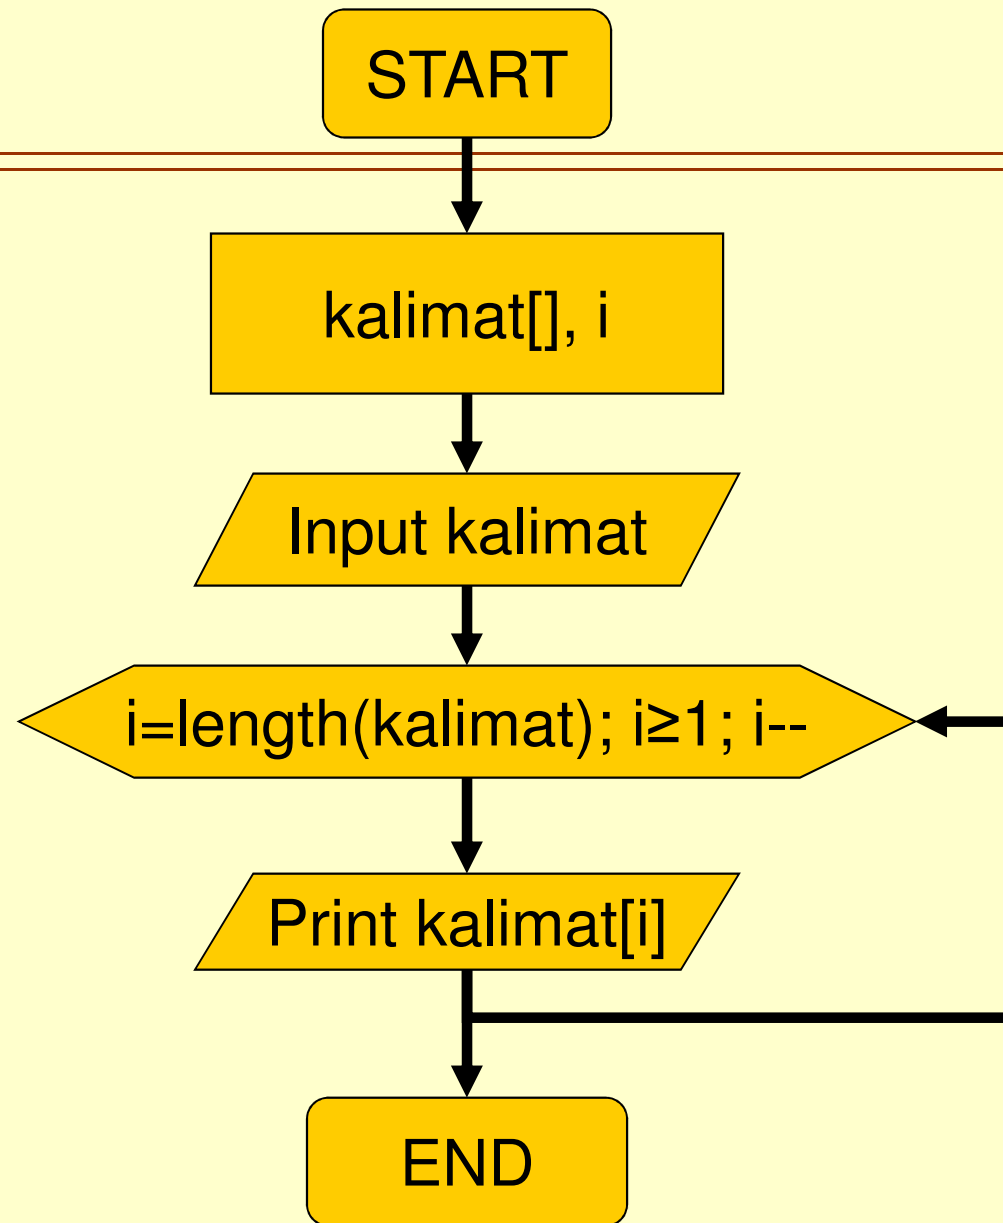 START
kalimat[], i
Input kalimat
i=length(kalimat); i≥1; i--
Print kalimat[i]
END